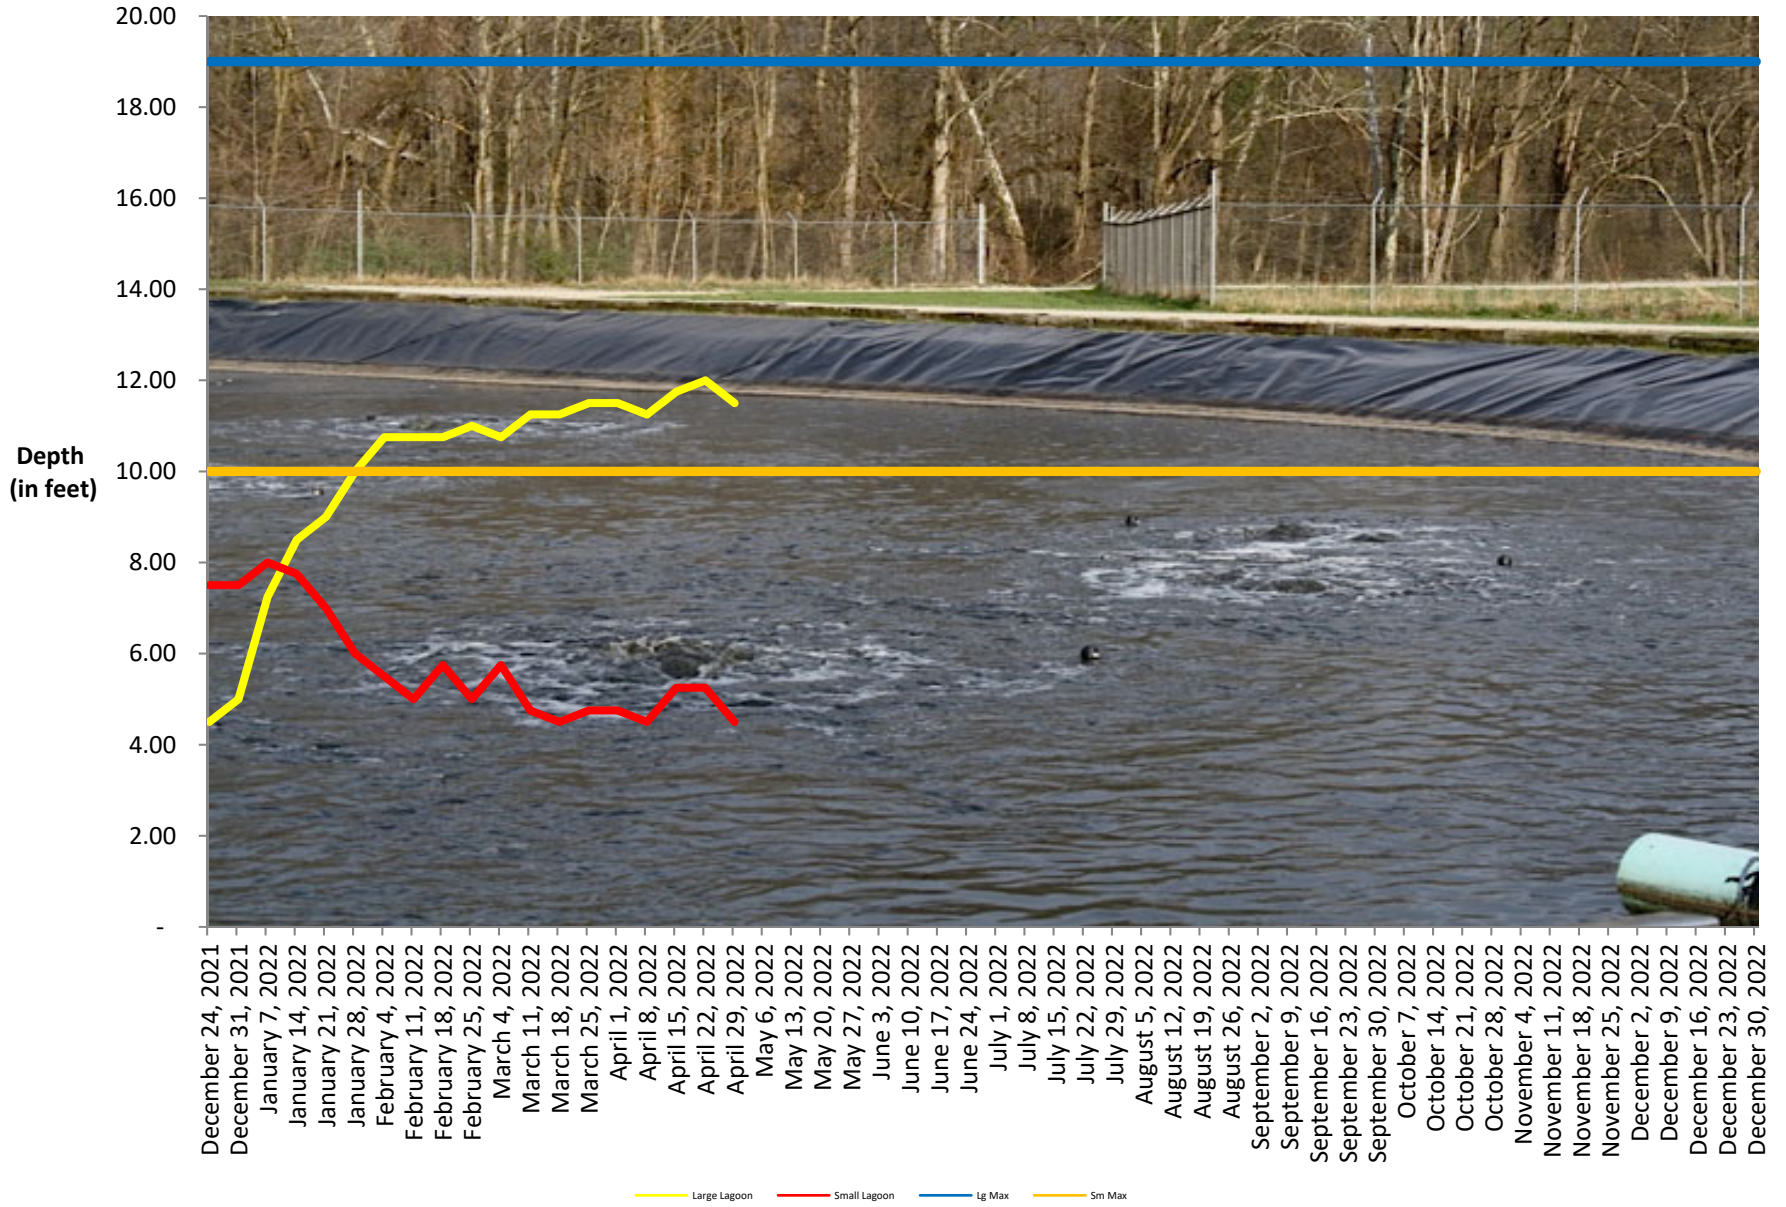 20.00
18.00
16.00
14.00
12.00
10.00
8.00
6.00
4.00
2.00
-
Depth
(in feet)
December 24, 2021
December 31, 2021
January 7, 2022
January 14, 2022
January 21, 2022
January 28, 2022
February 4, 2022
February 11, 2022
February 18, 2022
February 25, 2022
March 4, 2022
March 11, 2022
March 18, 2022
March 25, 2022
April 1, 2022
April 8, 2022
April 15, 2022
April 22, 2022
April 29, 2022
May 6, 2022
May 13, 2022
May 20, 2022
May 27, 2022
June 3, 2022
June 10, 2022
June 17, 2022
June 24, 2022
July 1, 2022
July 8, 2022
July 15, 2022
July 22, 2022
July 29, 2022
August 5, 2022
August 12, 2022
August 19, 2022
August 26, 2022
September 2, 2022
September 9, 2022
September 16, 2022
September 23, 2022
September 30, 2022
October 7, 2022
October 14, 2022
October 21, 2022
October 28, 2022
November 4, 2022
November 11, 2022
November 18, 2022
November 25, 2022
December 2, 2022
December 9, 2022
December 16, 2022
December 23, 2022
December 30, 2022
Large Lagoon
Small Lagoon
Lg Max
Sm Max